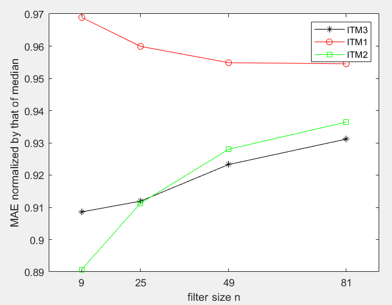 0.97
0.96
0.95
0.94
0.93
0.92
0.91
0.9
0.89
MAE normalized by that of median
9 25 49 81
filter size n
ITM3
ITM1
ITM2